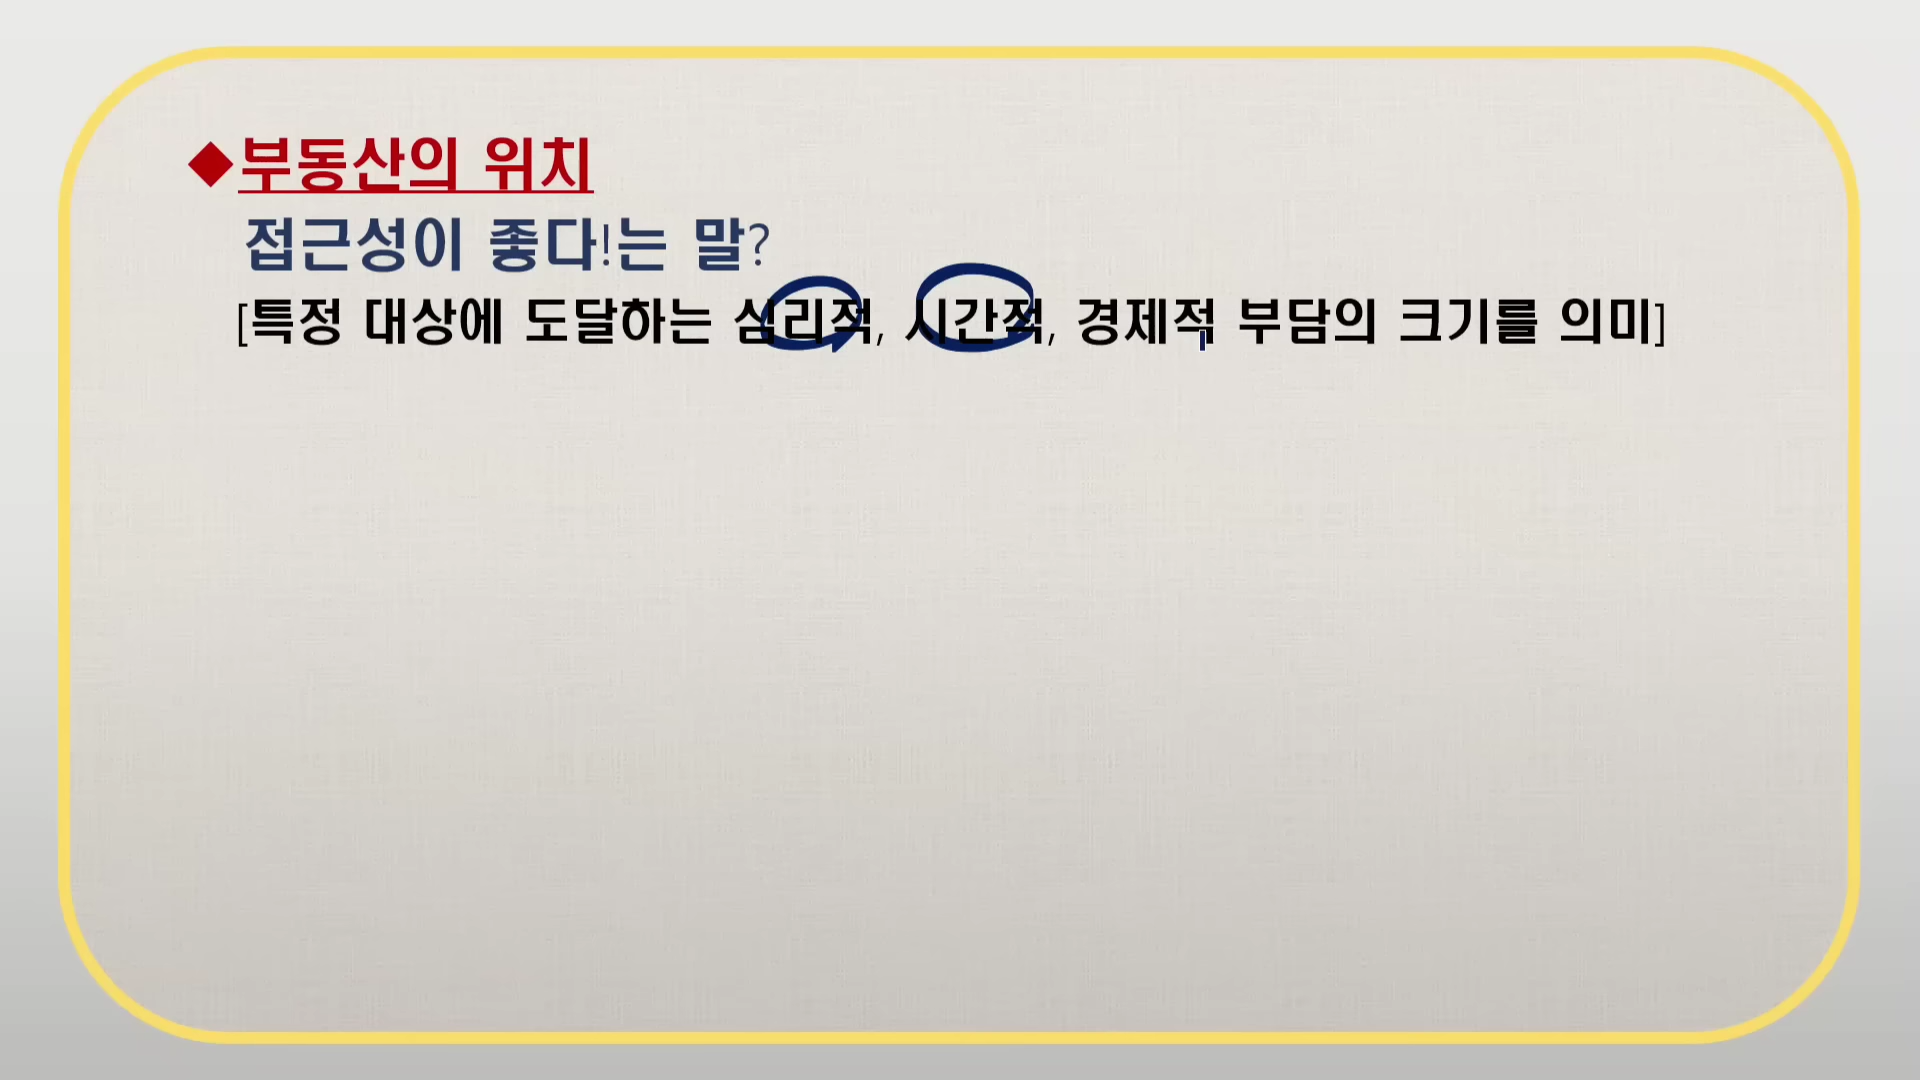 ◆부동산의 위치
접근성이 좋다!는 말?
[특정 대상에 도달하는 심리적, 시간적, 경제적 부담의 크기를 의미]